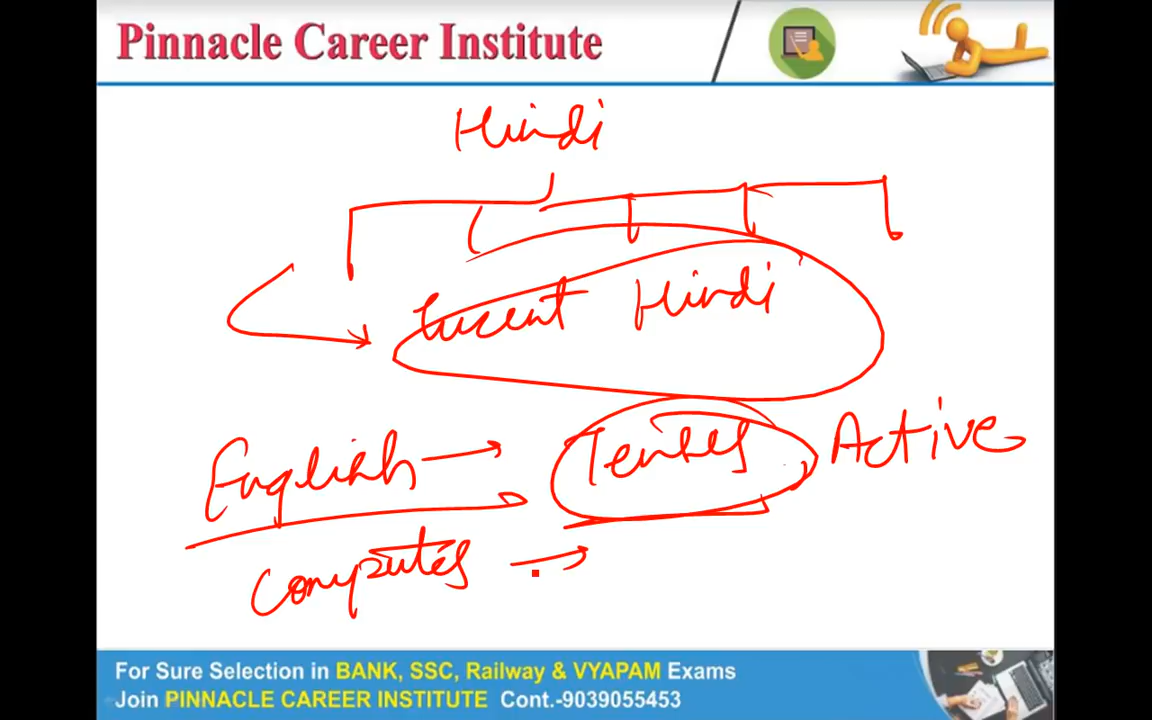 Pinnacle Career Institute
Hindi
Lucent Hindi
English → Tenses Active
Computer →
For Sure Selection in BANK, SSC, Railway & VYAPAM Exams
Join PINNACLE CAREER INSTITUTE Cont.-9039055453